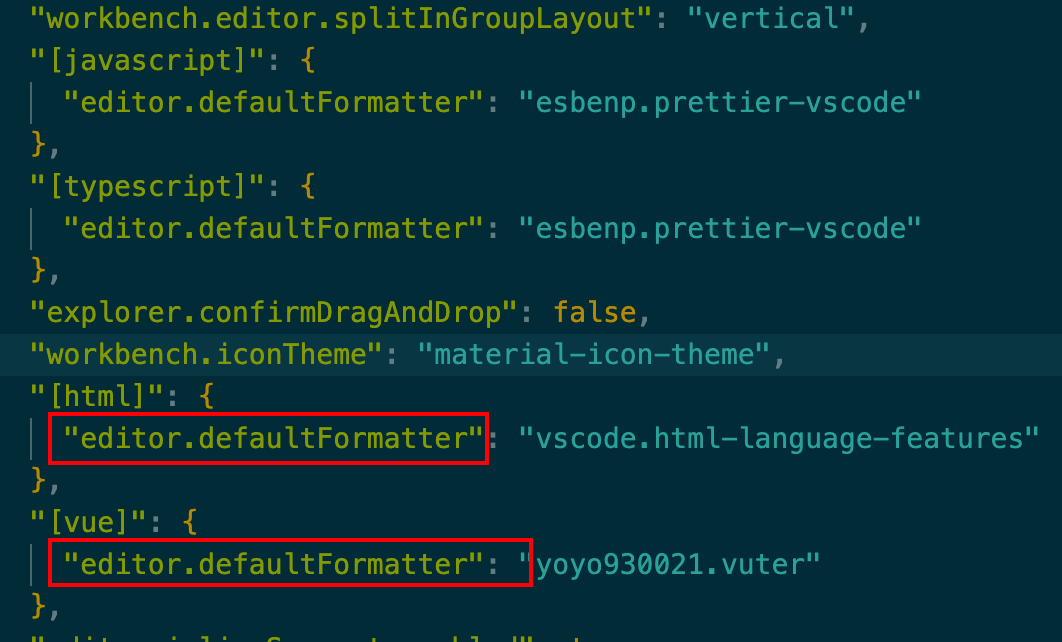 "workbench.editor.splitInGroupLayout": "vertical",
"[javascript]": {
"editor.defaultFormatter": "esbenp.prettier-vscode"
},
"[typescript]": {
"editor.defaultFormatter": "esbenp.prettier-vscode"
},
"explorer.confirmDragAndDrop": false,
"workbench.iconTheme": "material-icon-theme",
"[html]": {
"editor.defaultFormatter": "vscode.html-language-features"
},
"[vue]": {
"editor.defaultFormatter": "yoyo930021.vuter"
},